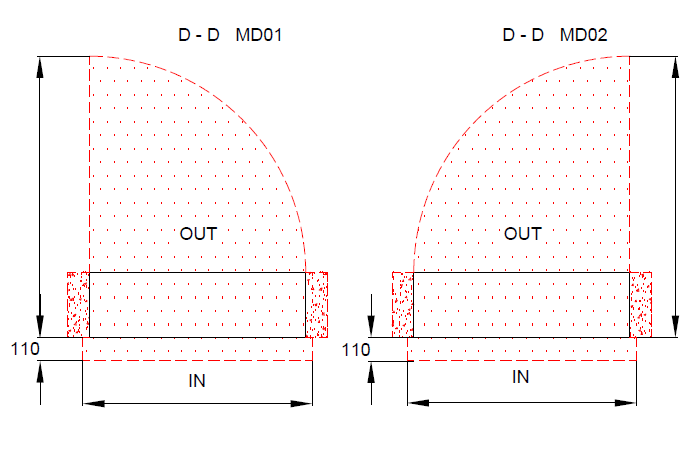 D - D MD01
D - D MD02
OUT
OUT
110
110
IN
IN